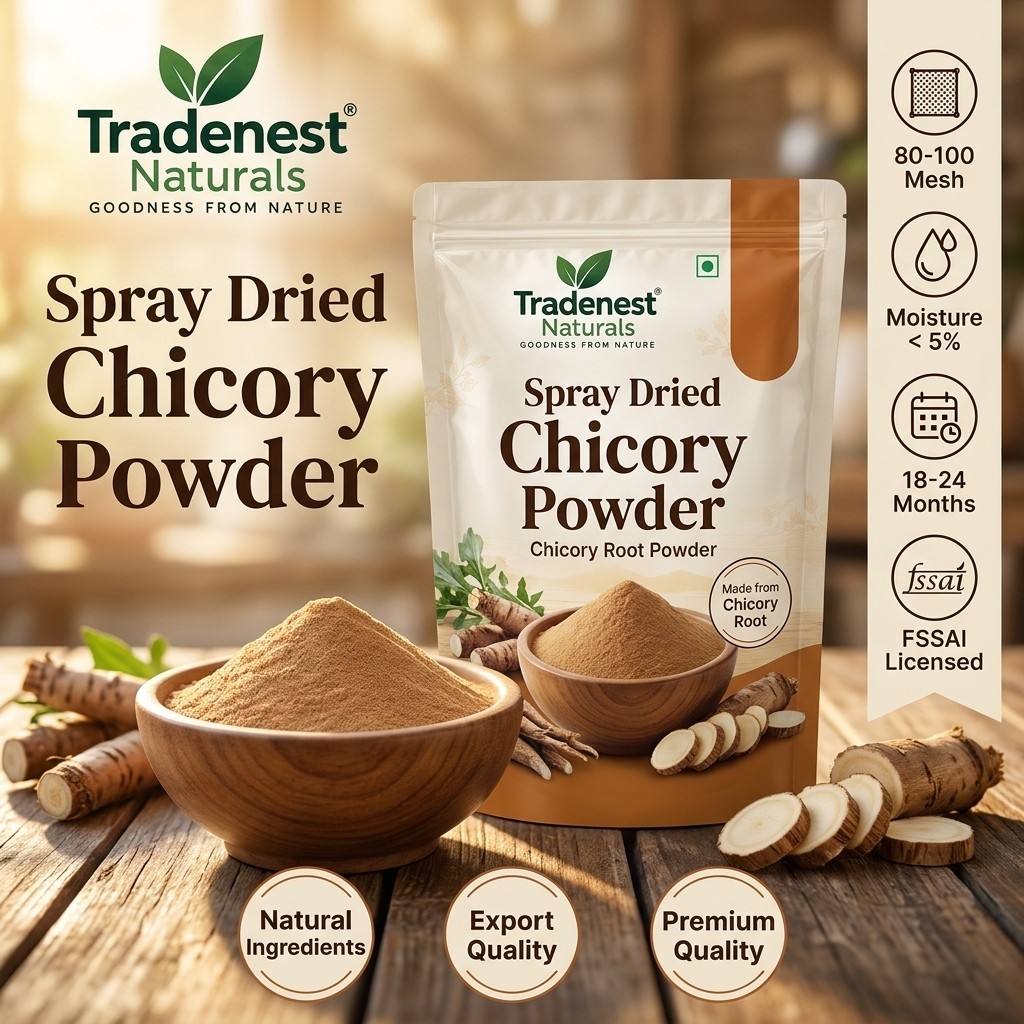 Tradenest®
Naturals
GOODNESS FROM NATURE
Spray Dried
Chicory
Powder
Tradenest®
Naturals
GOODNESS FROM NATURE
Spray Dried
Chicory
Powder
Chicory Root Powder
Made from
Chicory
Root
80-100
Mesh
Moisture
< 5%
18-24
Months
fssai
FSSAI
Licensed
Natural
Ingredients
Export
Quality
Premium
Quality